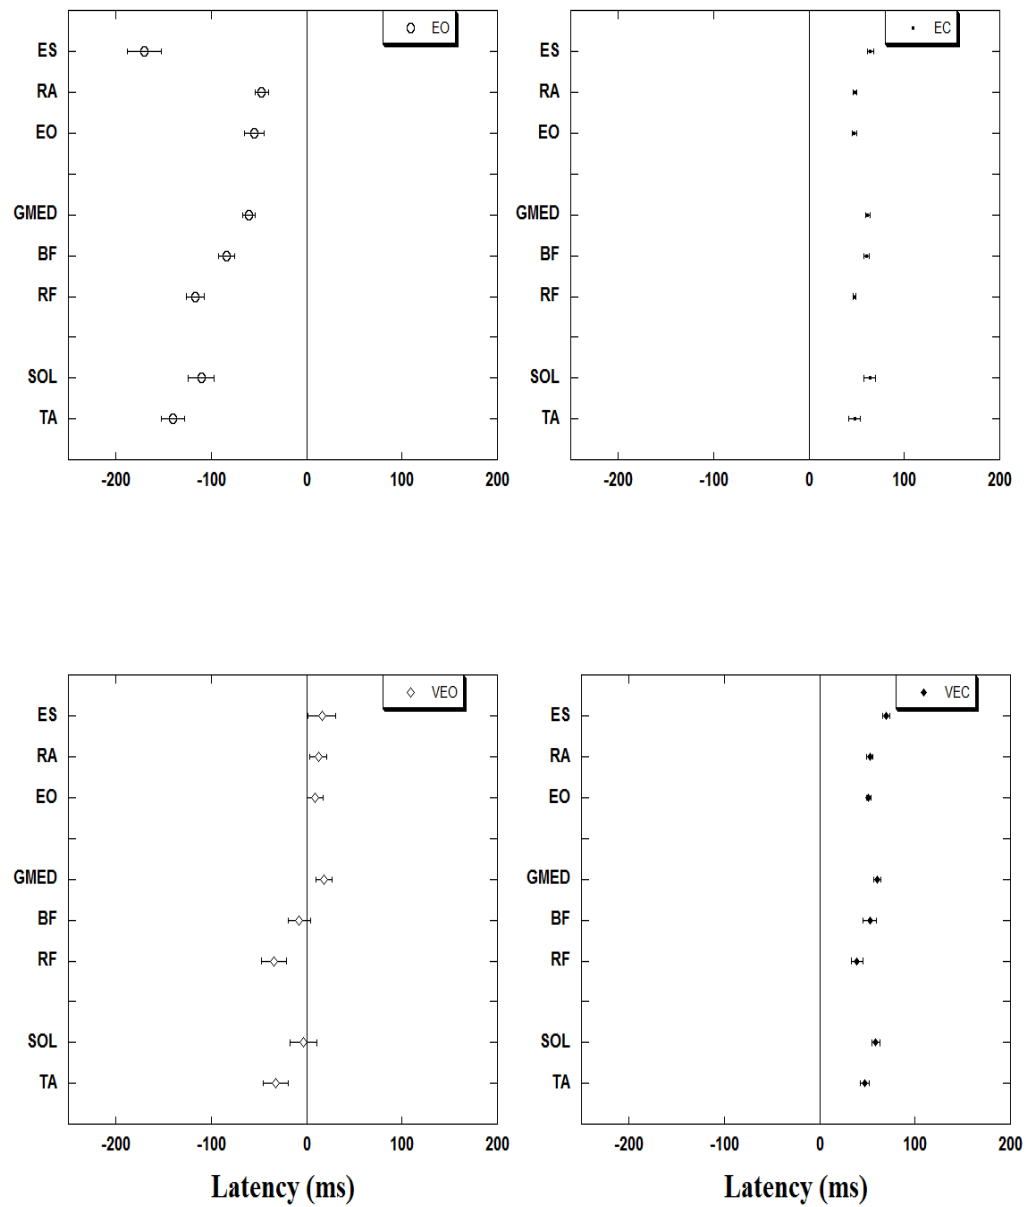 EO
ES
RA
EO
GMED
BF
RF
SOL
TA
-200 -100 0 100 200
EC
ES
RA
EO
GMED
BF
RF
SOL
TA
-200 -100 0 100 200
VEO
ES
RA
EO
GMED
BF
RF
SOL
TA
-200 -100 0 100 200
Latency (ms)
VEC
ES
RA
EO
GMED
BF
RF
SOL
TA
-200 -100 0 100 200
Latency (ms)